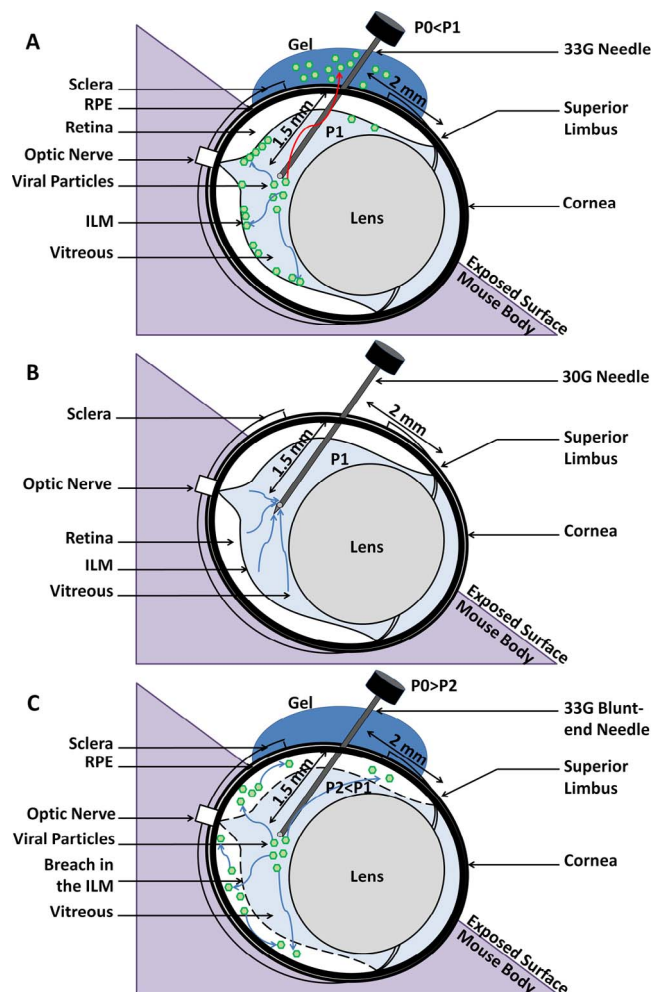 A
P0<P1
Gel
33G Needle
Sclera
2 mm
RPE
Superior
Limbus
Retina
1.5 mm
P1
Optic Nerve
Viral Particles
Lens
Cornea
ILM
Vitreous
Exposed Surface
Mouse Body
B
30G Needle
Sclera
2 mm
Superior
Limbus
P1
1.5 mm
Optic Nerve
Retina
Lens
Cornea
ILM
Vitreous
Exposed Surface
Mouse Body
C
P0>P2
Gel
33G Blunt-
end Needle
Sclera
2 mm
RPE
Superior
Limbus
1.5 mm
P2<P1
Optic Nerve
Viral Particles
Breach in
the ILM
Lens
Cornea
Vitreous
Exposed Surface
Mouse Body